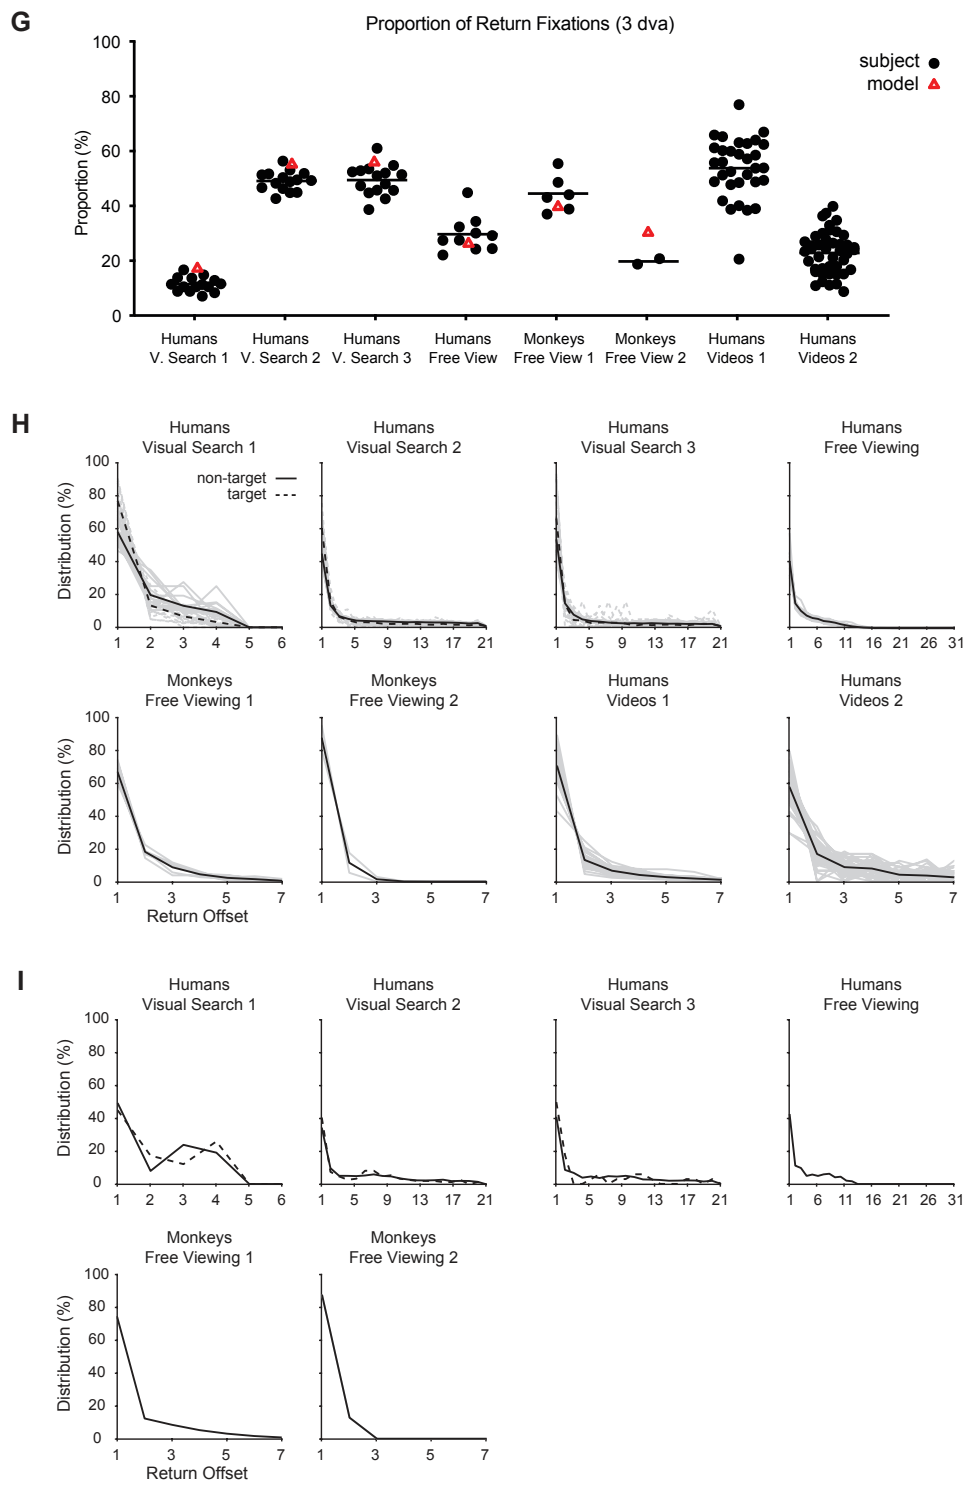 G
Proportion of Return Fixations (3 dva)
subject
model
Proportion (%)
100
80
60
40
20
0
Humans V. Search 1
Humans V. Search 2
Humans V. Search 3
Humans Free View
Monkeys Free View 1
Monkeys Free View 2
Humans Videos 1
Humans Videos 2
H
Humans
Visual Search 1
Humans
Visual Search 2
Humans
Visual Search 3
Humans
Free Viewing
non-target
target
Distribution (%)
100
80
60
40
20
0
1 2 3 4 5 6
1 5 9 13 17 21
1 5 9 13 17 21
1 6 11 16 21 26 31
Monkeys
Free Viewing 1
Monkeys
Free Viewing 2
Humans
Videos 1
Humans
Videos 2
Distribution (%)
100
80
60
40
20
0
1 3 5 7
1 3 5 7
1 3 5 7
1 3 5 7
Return Offset
I
Humans
Visual Search 1
Humans
Visual Search 2
Humans
Visual Search 3
Humans
Free Viewing
Distribution (%)
100
80
60
40
20
0
1 2 3 4 5 6
1 5 9 13 17 21
1 5 9 13 17 21
1 6 11 16 21 26 31
Monkeys
Free Viewing 1
Monkeys
Free Viewing 2
Distribution (%)
100
80
60
40
20
0
1 3 5 7
1 3 5 7
Return Offset